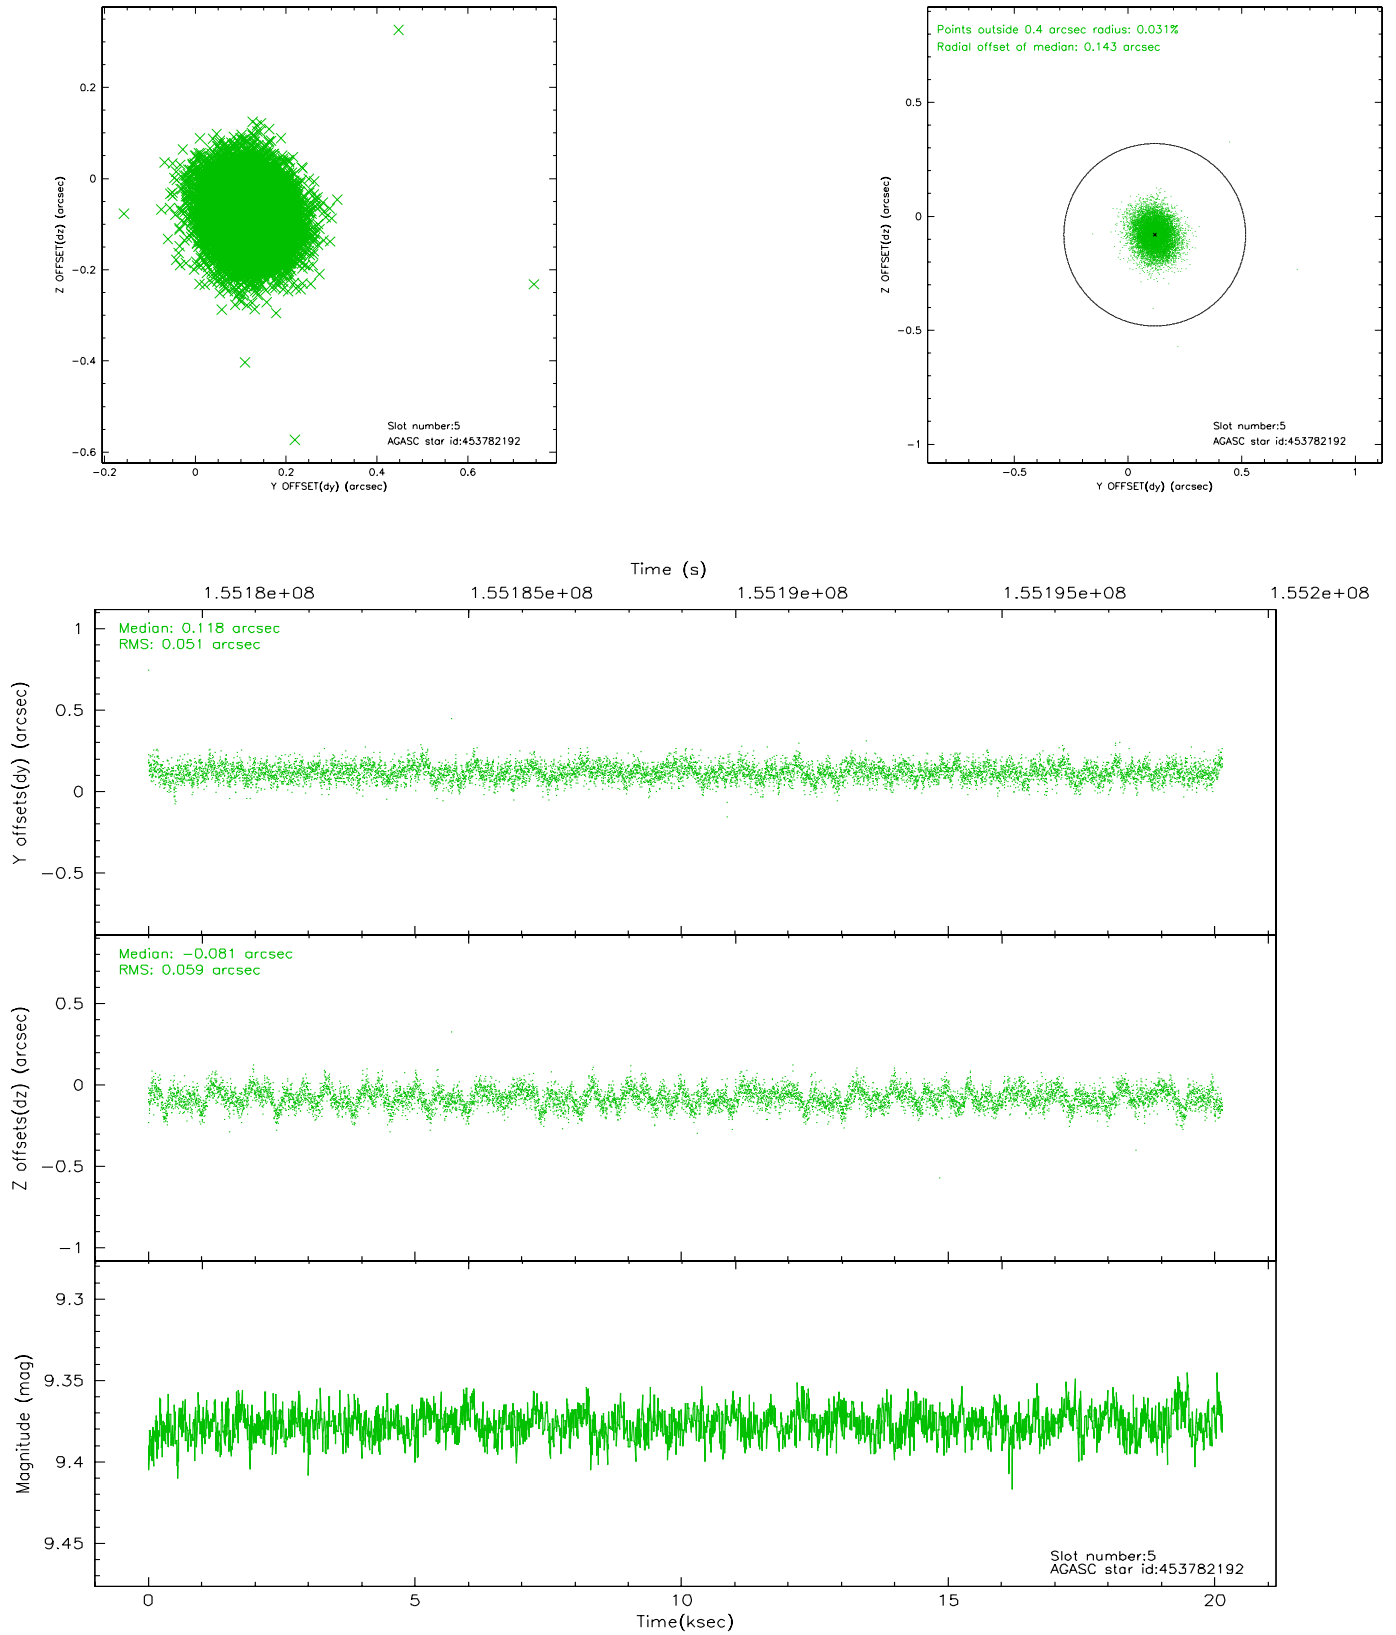 0.2
0
−0.2
−0.4
−0.6
Z OFFSET(dz) (arcsec)
−0.2
0
0.2
0.4
0.6
Y OFFSET(dy) (arcsec)
Slot number:5
AGASC star id:453782192
Points outside 0.4 arcsec radius: 0.031%
Radial offset of median: 0.143 arcsec
0.5
0
−0.5
−1
Z OFFSET(dz) (arcsec)
−0.5
0
0.5
1
Y OFFSET(dy) (arcsec)
Slot number:5
AGASC star id:453782192
Time (s)
1.5518e+08
1.55185e+08
1.5519e+08
1.55195e+08
1.552e+08
Median: 0.118 arcsec
RMS: 0.051 arcsec
1
0.5
0
−0.5
Y offsets(dy) (arcsec)
Median: −0.081 arcsec
RMS: 0.059 arcsec
0.5
0
−0.5
−1
Z offsets(dz) (arcsec)
9.3
9.35
9.4
9.45
Magnitude (mag)
Slot number:5
AGASC star id:453782192
0
5
10
15
20
Time(ksec)